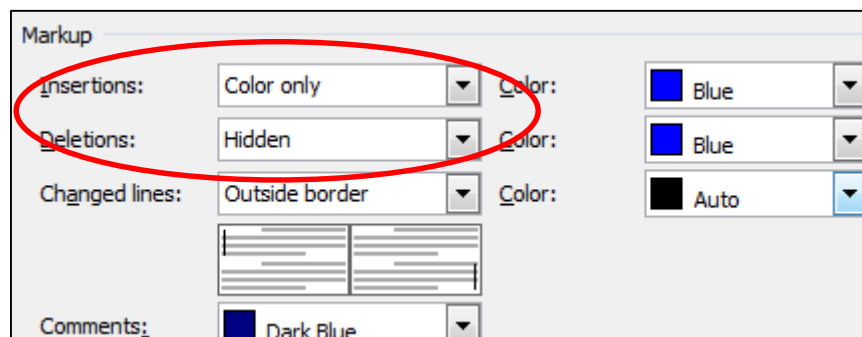 Markup
Insertions: Color only Color: Blue
Deletions: Hidden Color: Blue
Changed lines: Outside border Color: Auto
Comments: Dark Blue